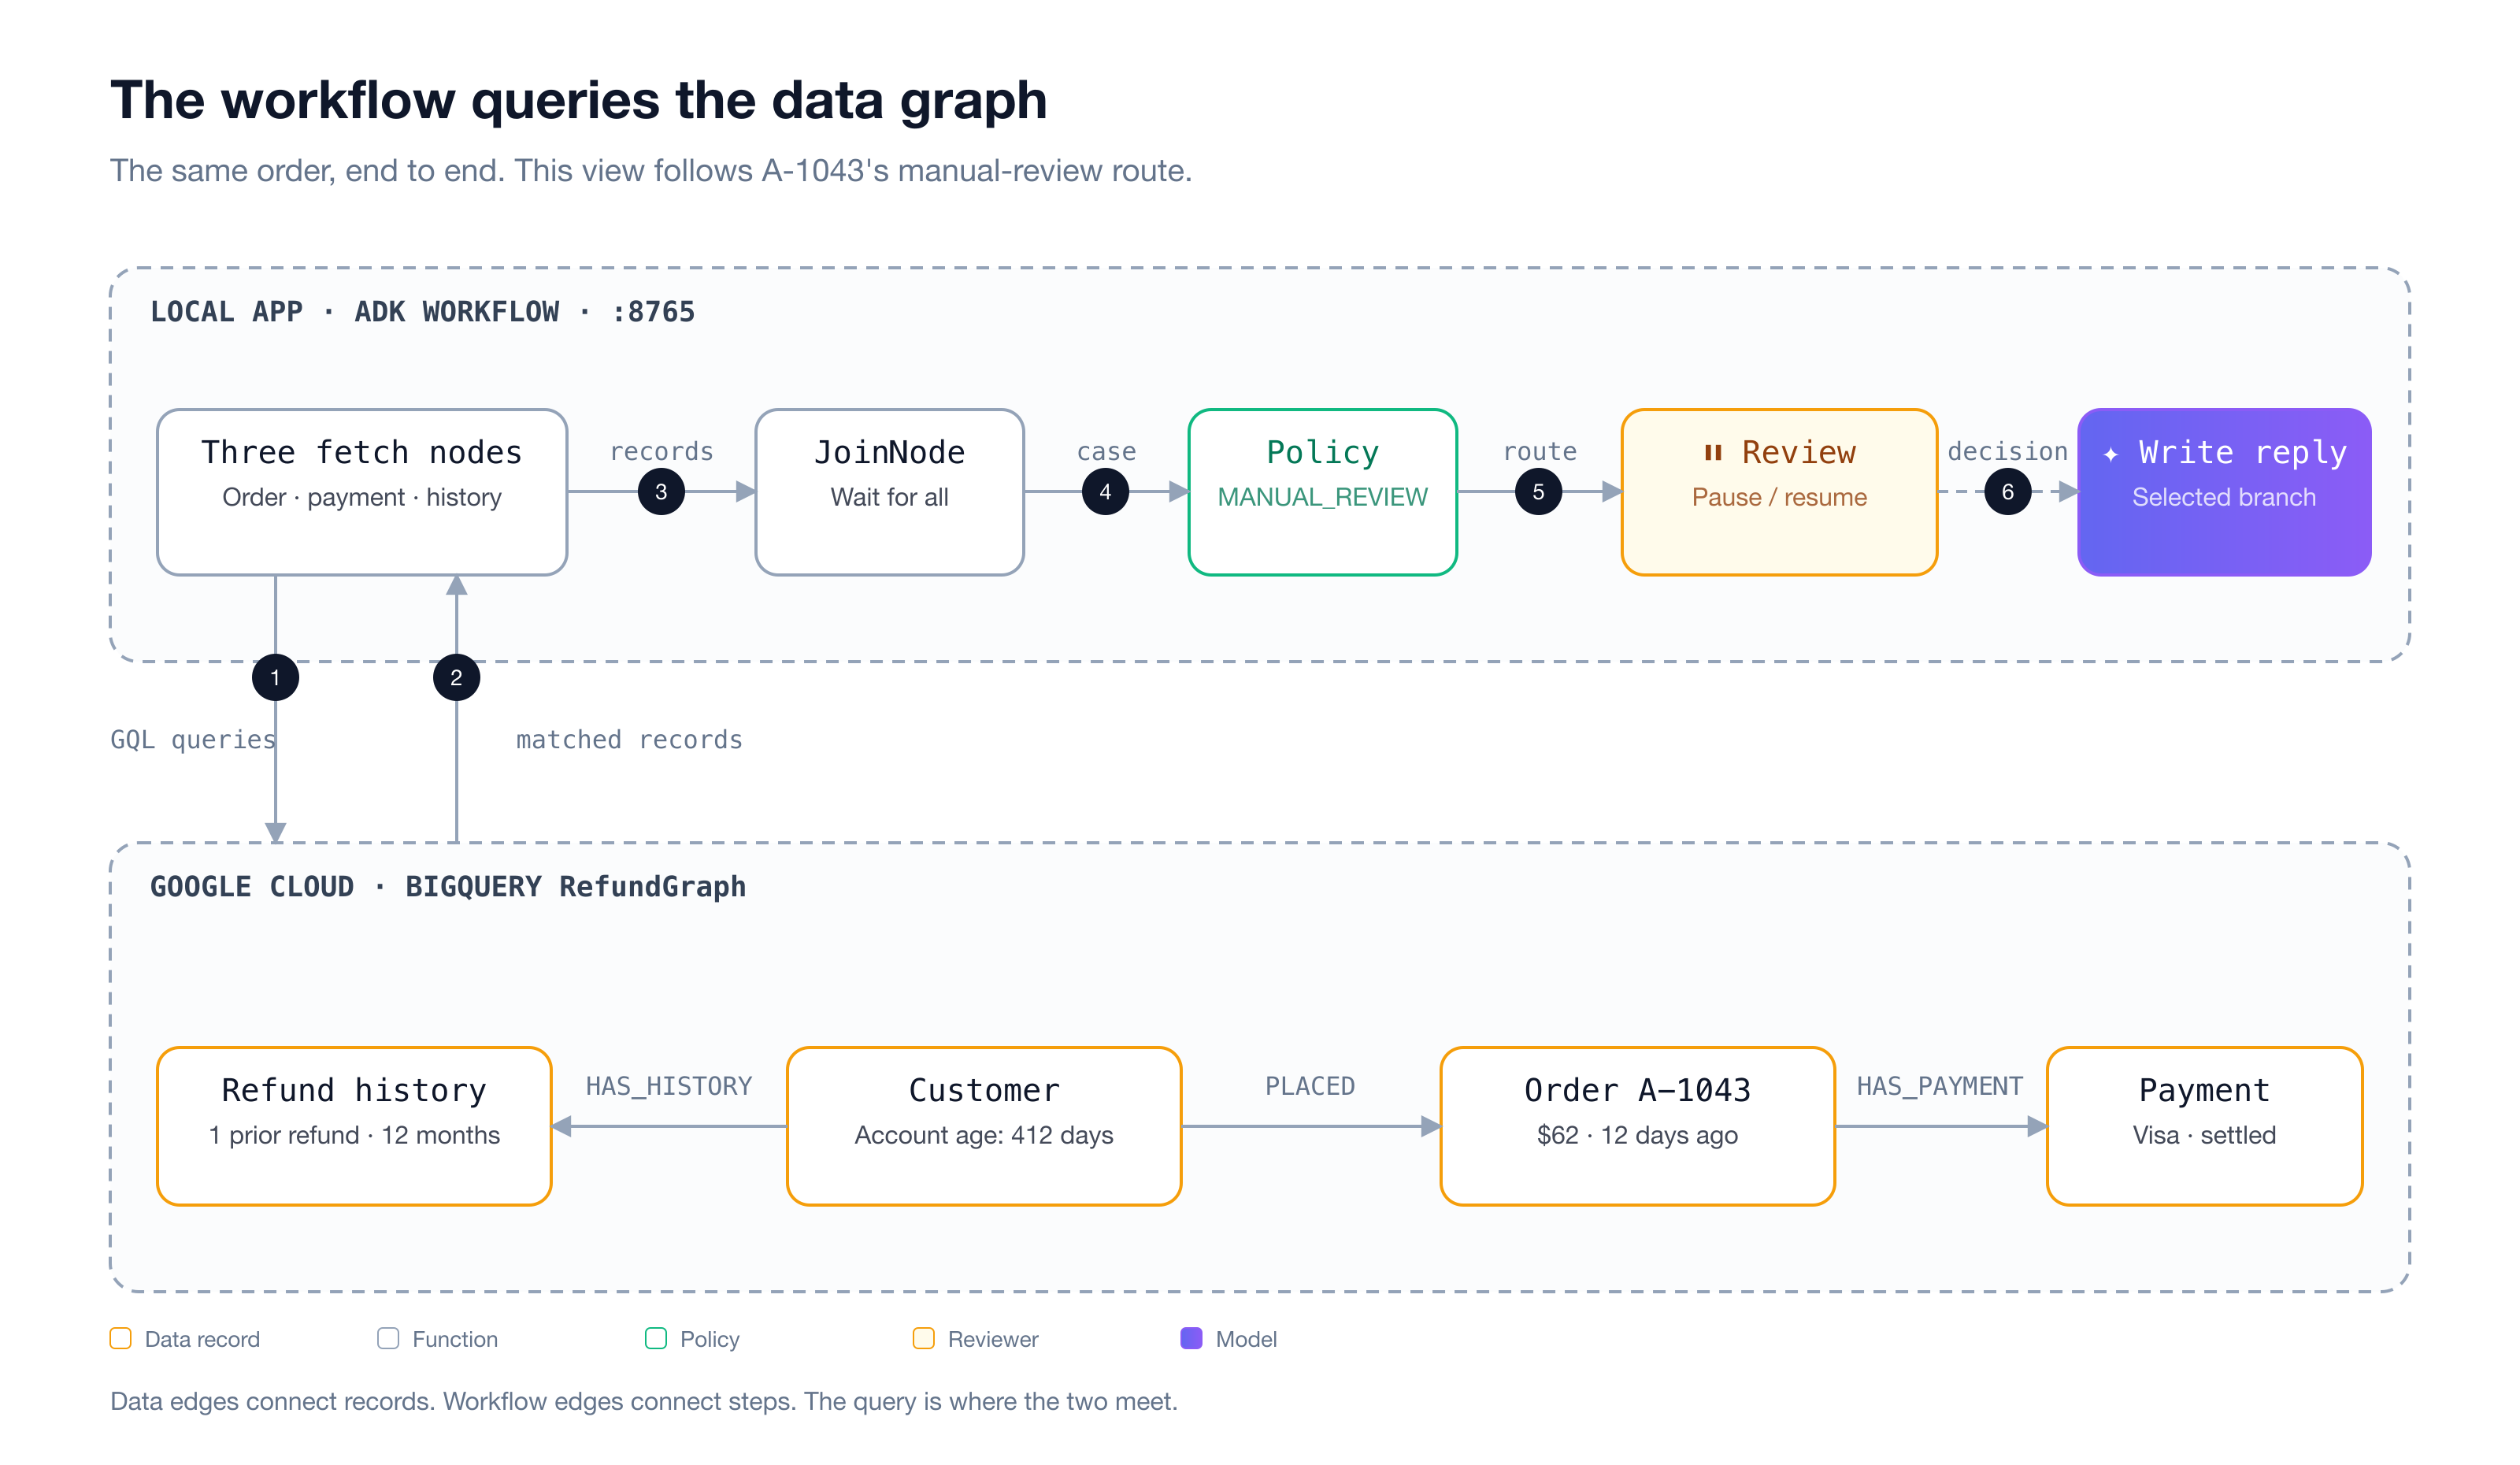 The workflow queries the data graph
The same order, end to end. This view follows A-1043's manual-review route.
LOCAL APP · ADK WORKFLOW · :8765
Three fetch nodes
Order · payment · history
records
3
JoinNode
Wait for all
case
4
Policy
MANUAL_REVIEW
route
5
Review
Pause / resume
decision
6
✦ Write reply
Selected branch
1
2
GQL queries
matched records
GOOGLE CLOUD · BIGQUERY RefundGraph
Refund history
1 prior refund · 12 months
HAS_HISTORY
Customer
Account age: 412 days
PLACED
Order A−1043
$62 · 12 days ago
HAS_PAYMENT
Payment
Visa · settled
Data record
Function
Policy
Reviewer
Model
Data edges connect records. Workflow edges connect steps. The query is where the two meet.